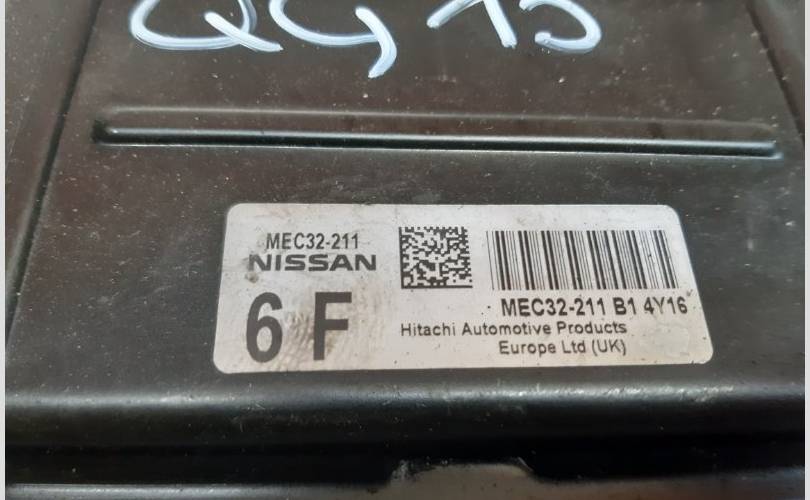 QG15
MEC32-211
NISSAN
6 F
MEC32-211 B1 4Y16
Hitachi Automotive Products
Europe Ltd (UK)